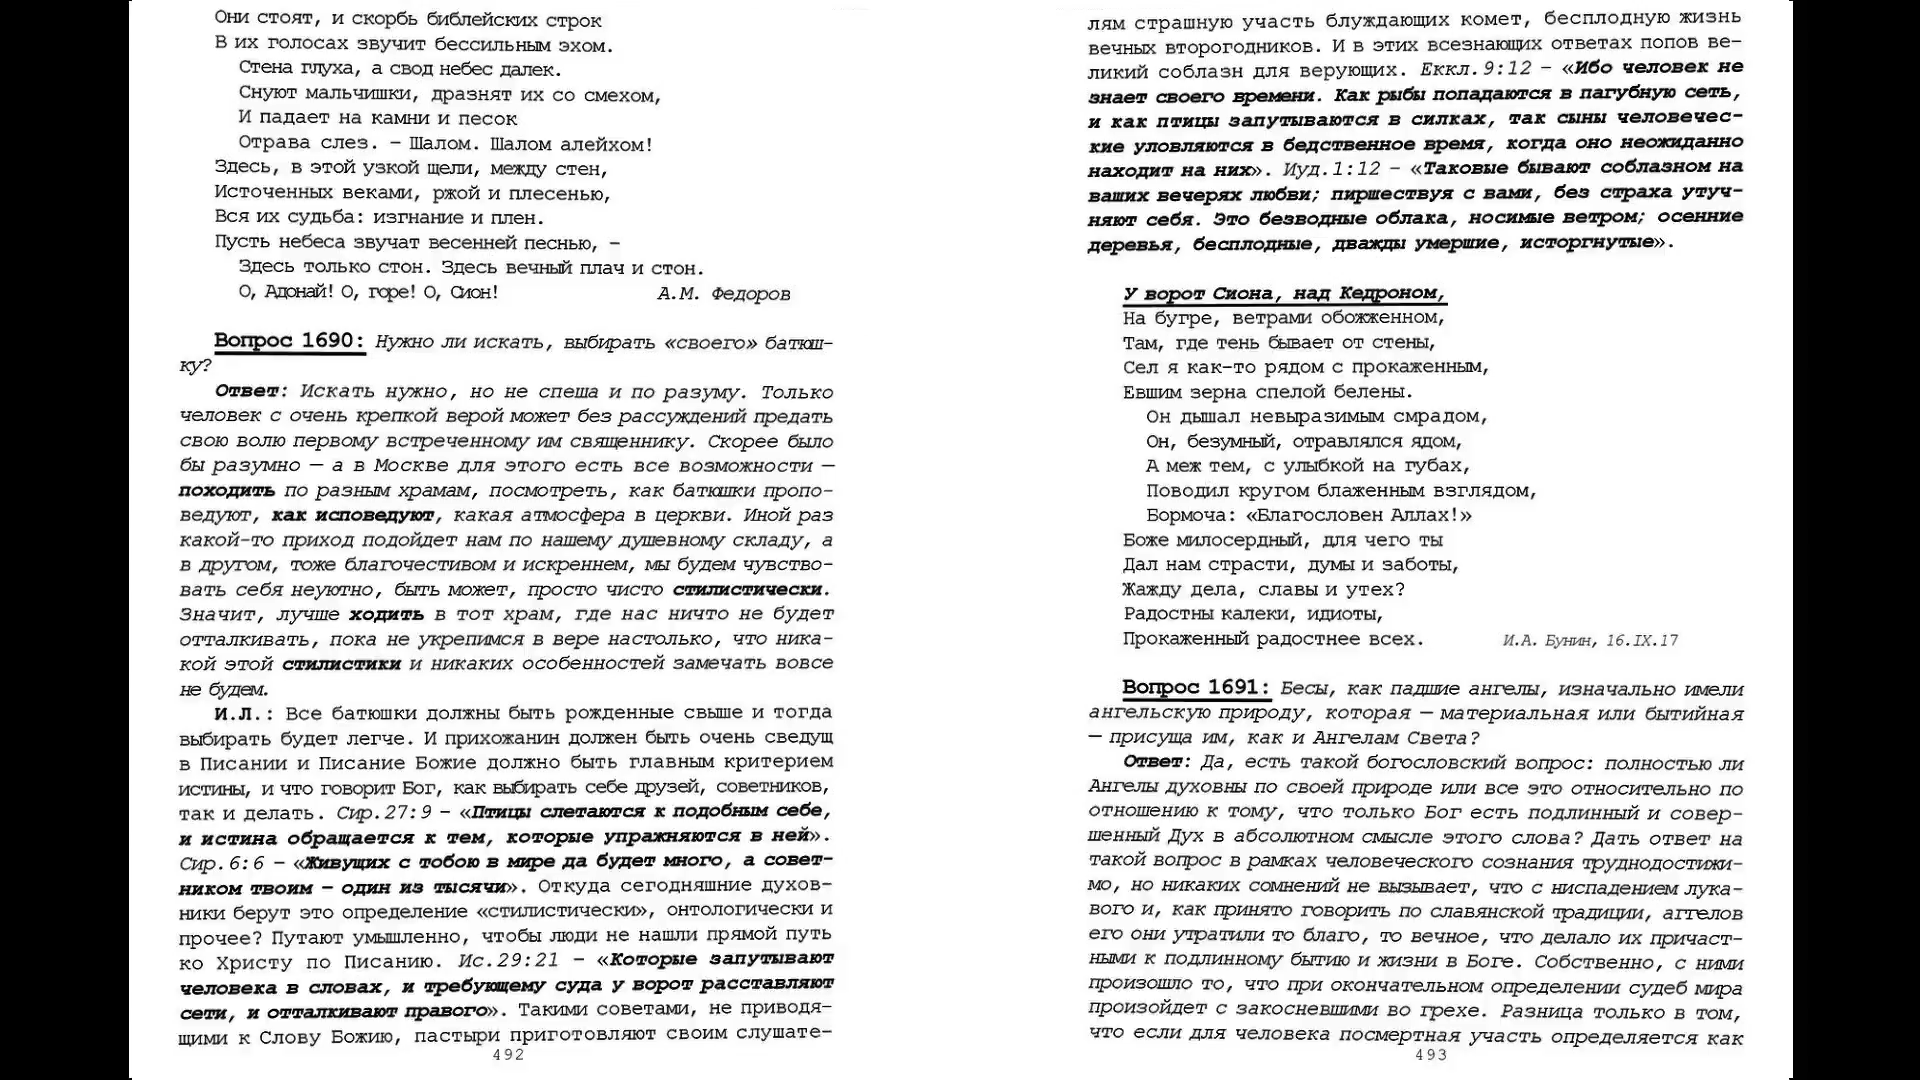 Они стоят, и скорбь библейских строк
В их голосах звучит бессильным эхом.
Стена глуха, а свод небес далек.
Снуют мальчишки, дразнят их со смехом,
И падает на камни и песок
Отрава слез. – Шалом. Шалом алейхом!
Здесь, в этой узкой щели, между стен,
Источенных веками, ржой и плесенью,
Вся их судьба: изгнание и плен.
Пусть небеса звучат весенней песнью, –
Здесь только стон. Здесь вечный плач и стон.
О, Адонай! О, горе! О, Сион! А.М. Федоров
Вопрос 1690: Нужно ли искать, выбирать «своего» батюш-
ку?
Ответ: Искать нужно, но не спеша и по разуму. Только
человек с очень крепкой верой может без рассуждений предать
свою волю первому встреченному им священнику. Скорее было
бы разумно — а в Москве для этого есть все возможности —
походить по разным храмам, посмотреть, как батюшки пропо-
ведуют, как исповедуют, какая атмосфера в церкви. Иной раз
какой-то приход подойдет нам по нашему душевному складу, а
в другом, тоже благочестивом и искреннем, мы будем чувство-
вать себя неуютно, быть может, просто чисто стилистически.
Значит, лучше ходить в тот храм, где нас ничто не будет
отталкивать, пока не укрепимся в вере настолько, что ника-
кой этой стилистики и никаких особенностей замечать вовсе
не будем.
И.Л.: Все батюшки должны быть рожденные свыше и тогда
выбирать будет легче. И прихожанин должен быть очень сведущ
в Писании и Писание Божие должно быть главным критерием
истины, и что говорит Бог, как выбирать себе друзей, советников,
так и делать. Сир.27:9 – «Птицы слетаются к подобным себе,
и истина обращается к тем, которые упражняются в ней».
Сир.6:6 – «Живущих с тобою в мире да будет много, а совет-
ником твоим – один из тысячи». Откуда сегодняшние духов-
ники берут это определение «стилистически», онтологически и
прочее? Путают умышленно, чтобы люди не нашли прямой путь
ко Христу по Писанию. Ис.29:21 – «Которые запутывают
человека в словах, и требующему суда у ворот расставляют
сети, и отталкивают правого». Такими советами, не приводя-
щими к Слову Божию, пастыри приготовляют своим слушате-
492
лям страшную участь блуждающих комет, бесплодную жизнь
вечных второгодников. И в этих всезнающих ответах попов ве-
ликий соблазн для верующих. Еккл.9:12 – «Ибо человек не
знает своего времени. Как рыбы попадаются в пагубную сеть,
и как птицы запутываются в силках, так сыны человечес-
кие уловляются в бедственное время, когда оно неожиданно
находит на них». Иуд.1:12 – «Таковые бывают соблазном на
ваших вечерях любви; пиршествуя с вами, без страха утуч-
няют себя. Это безводные облака, носимые ветром; осенние
деревья, бесплодные, дважды умершие, исторгнутые».
У ворот Сиона, над Кедроном,
На бугре, ветрами обожженном,
Там, где тень бывает от стены,
Сел я как-то рядом с прокаженным,
Евшим зерна спелой белены.
Он дышал невыразимым смрадом,
Он, безумный, отравлялся ядом,
А меж тем, с улыбкой на губах,
Поводил кругом блаженным взглядом,
Бормоча: «Благословен Аллах!»
Боже милосердный, для чего ты
Дал нам страсти, думы и заботы,
Жажду дела, славы и утех?
Радостны калеки, идиоты,
Прокаженный радостнее всех. И.А. Бунин, 16.IX.17
Вопрос 1691: Бесы, как падшие ангелы, изначально имели
ангельскую природу, которая — материальная или бытийная
— присуща им, как и Ангелам Света?
Ответ: Да, есть такой богословский вопрос: полностью ли
Ангелы духовны по своей природе или все это относительно по
отношению к тому, что только Бог есть подлинный и совер-
шенный Дух в абсолютном смысле этого слова? Дать ответ на
такой вопрос в рамках человеческого сознания труднодостижи-
мо, но никаких сомнений не вызывает, что с ниспадением лука-
вого и, как принято говорить по славянской традиции, аггелов
его они утратили то благо, то вечное, что делало их причаст-
ными к подлинному бытию и жизни в Боге. Собственно, с ними
произошло то, что при окончательном определении судеб мира
произойдет с закосневшими во грехе. Разница только в том,
что если для человека посмертная участь определяется как
493